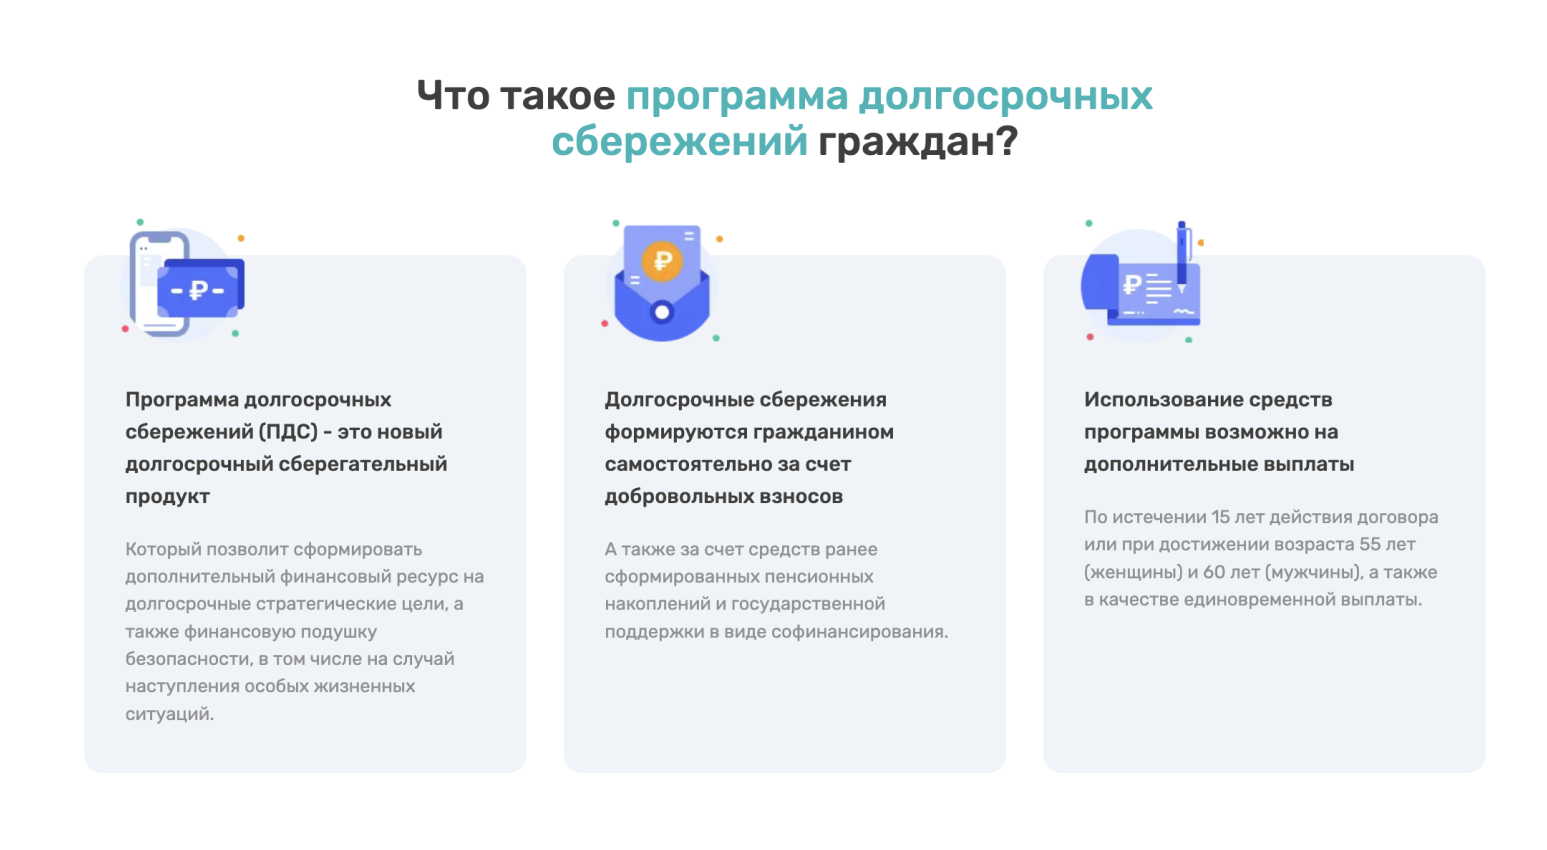 Что такое программа долгосрочных
сбережений граждан?
Программа долгосрочных
сбережений (ПДС) - это новый
долгосрочный сберегательный
продукт
Который позволит сформировать
дополнительный финансовый ресурс на
долгосрочные стратегические цели, а
также финансовую подушку
безопасности, в том числе на случай
наступления особых жизненных
ситуаций.
Долгосрочные сбережения
формируются гражданином
самостоятельно за счет
добровольных взносов
А также за счет средств ранее
сформированных пенсионных
накоплений и государственной
поддержки в виде софинансирования.
Использование средств
программы возможно на
дополнительные выплаты
По истечении 15 лет действия договора
или при достижении возраста 55 лет
(женщины) и 60 лет (мужчины), а также
в качестве единовременной выплаты.